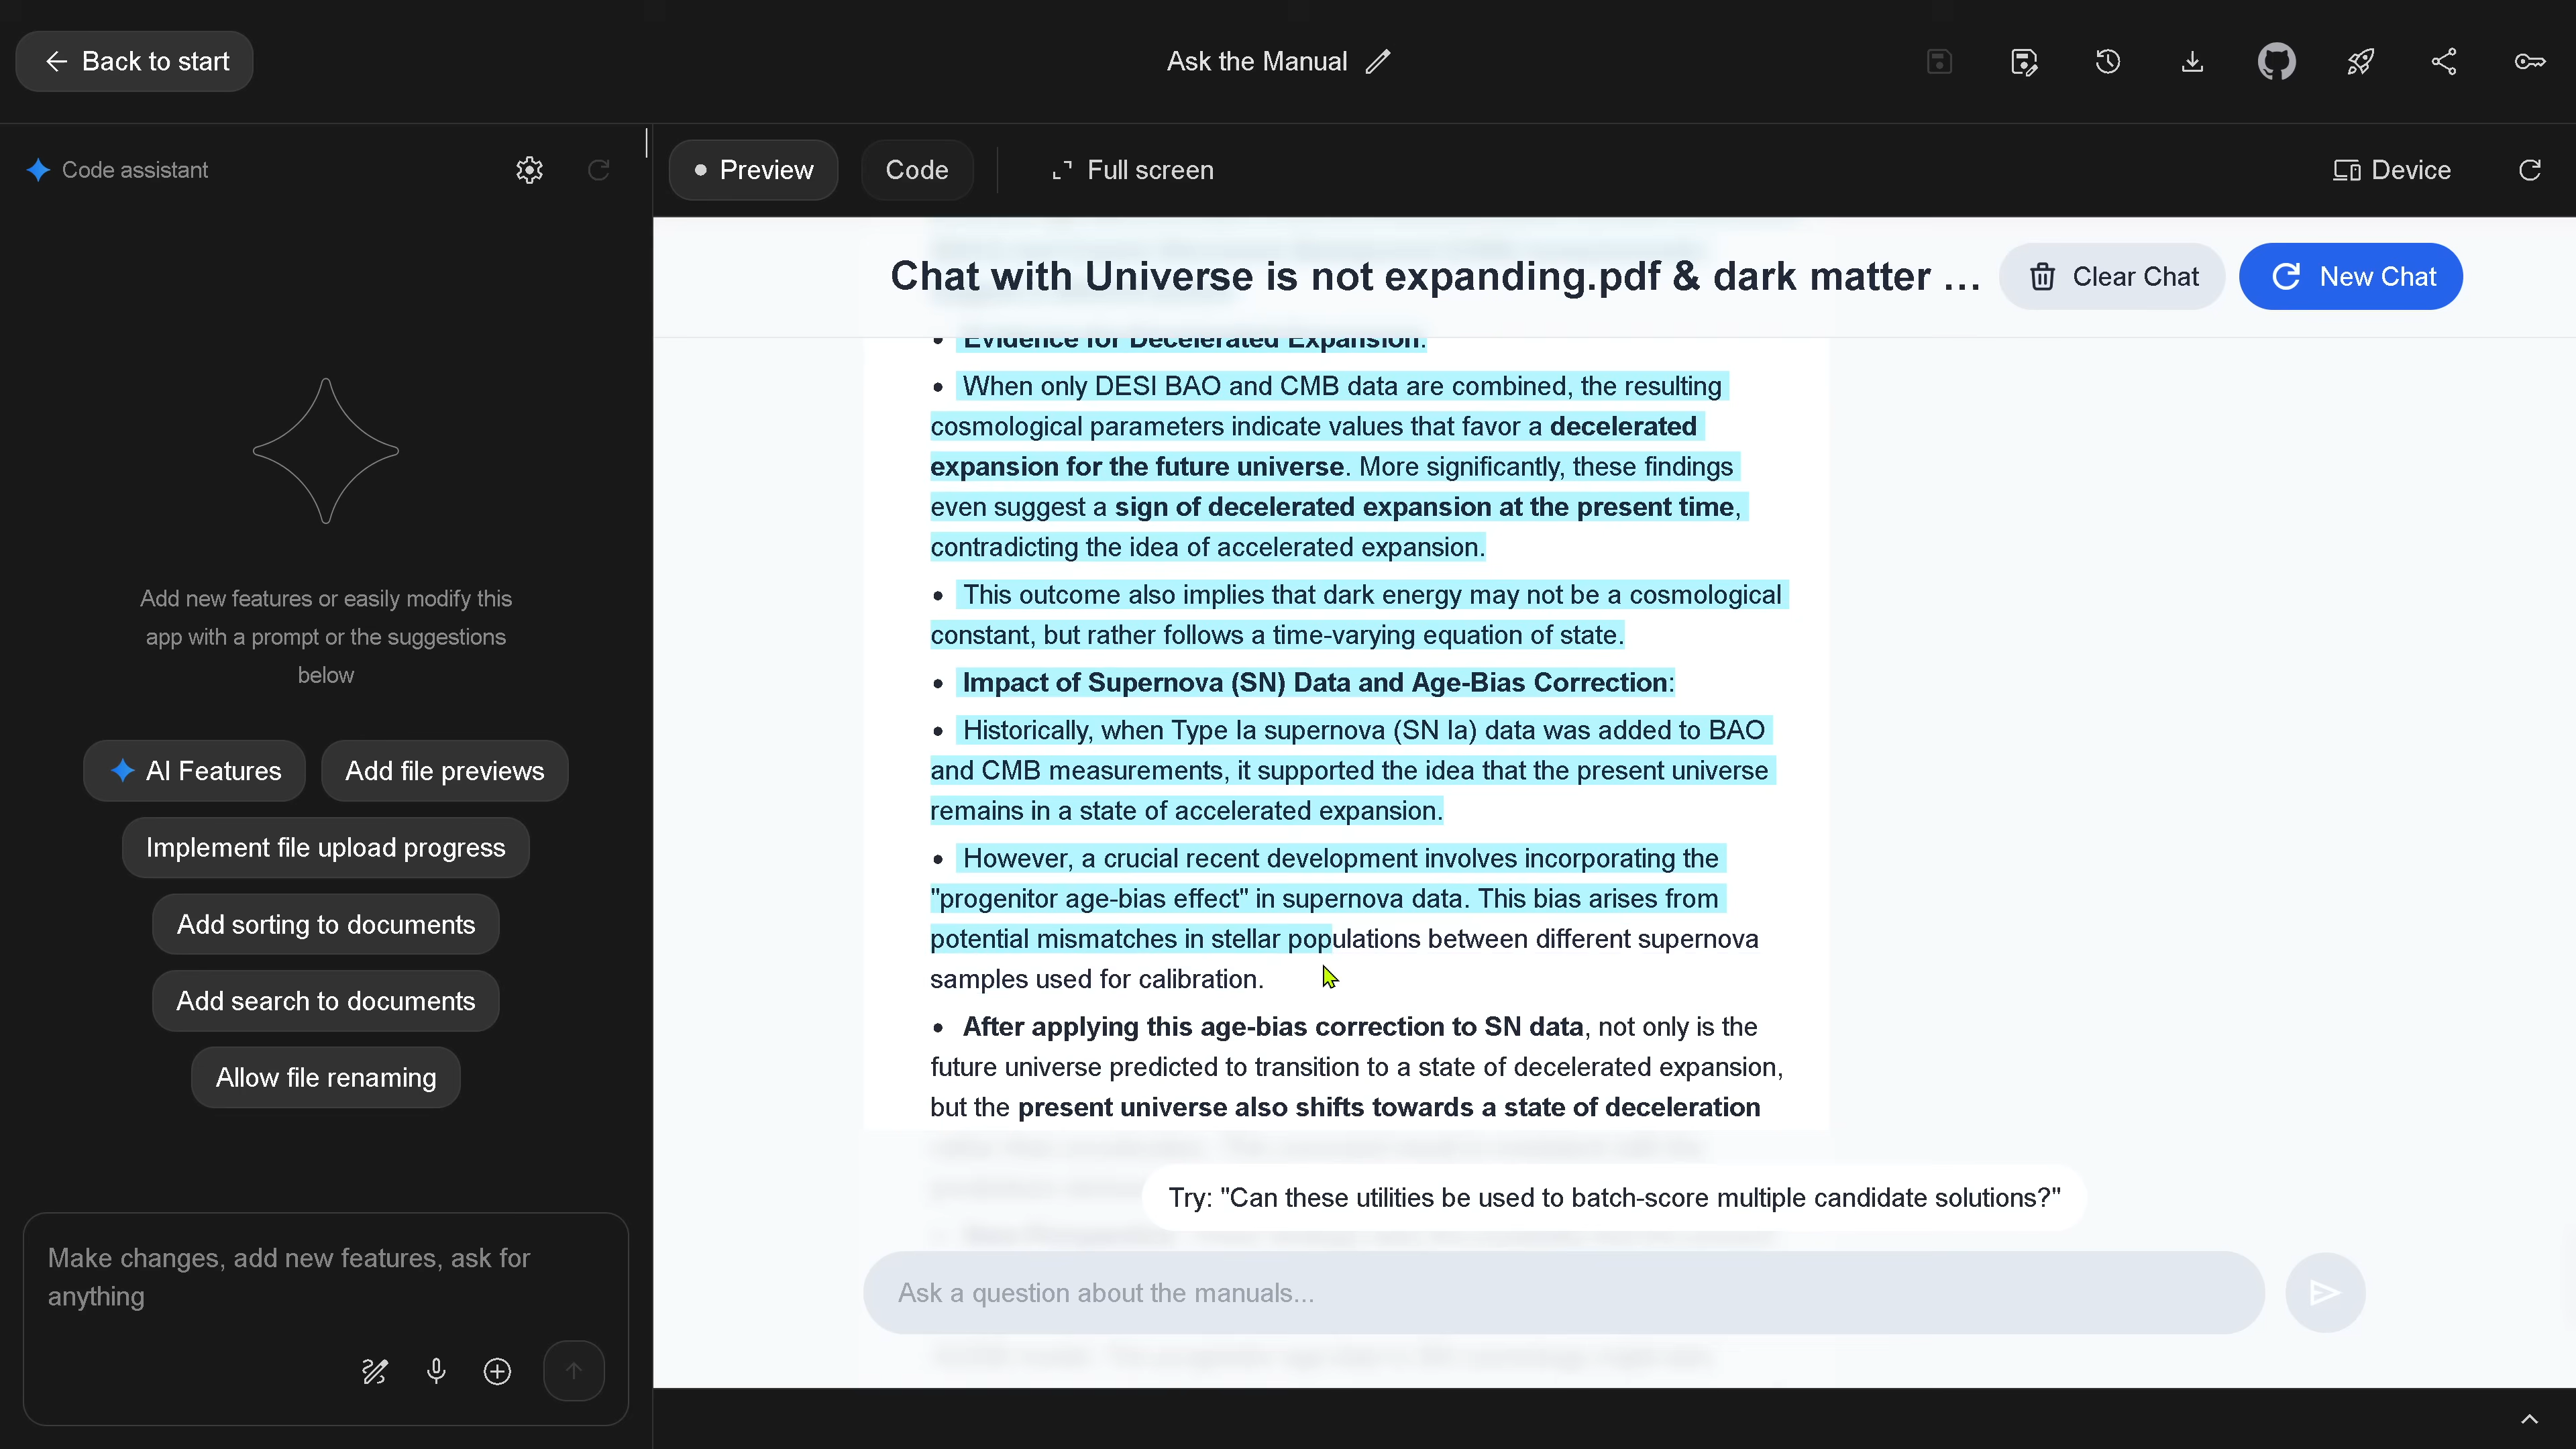 Back to start
Ask the Manual
Code assistant
Preview
Code
Full screen
Device
Chat with Universe is not expanding.pdf & dark matter ...
Clear Chat
New Chat
Add new features or easily modify this
app with a prompt or the suggestions
below
AI Features
Add file previews
Implement file upload progress
Add sorting to documents
Add search to documents
Allow file renaming
Make changes, add new features, ask for
anything
• Evidence for Decelerated Expansion:
• When only DESI BAO and CMB data are combined, the resulting
cosmological parameters indicate values that favor a decelerated
expansion for the future universe. More significantly, these findings
even suggest a sign of decelerated expansion at the present time,
contradicting the idea of accelerated expansion.
• This outcome also implies that dark energy may not be a cosmological
constant, but rather follows a time-varying equation of state.
• Impact of Supernova (SN) Data and Age-Bias Correction:
• Historically, when Type Ia supernova (SN Ia) data was added to BAO
and CMB measurements, it supported the idea that the present universe
remains in a state of accelerated expansion.
• However, a crucial recent development involves incorporating the
"progenitor age-bias effect" in supernova data. This bias arises from
potential mismatches in stellar populations between different supernova
samples used for calibration.
• After applying this age-bias correction to SN data, not only is the
future universe predicted to transition to a state of decelerated expansion,
but the present universe also shifts towards a state of deceleration
Try: "Can these utilities be used to batch-score multiple candidate solutions?"
Ask a question about the manuals...